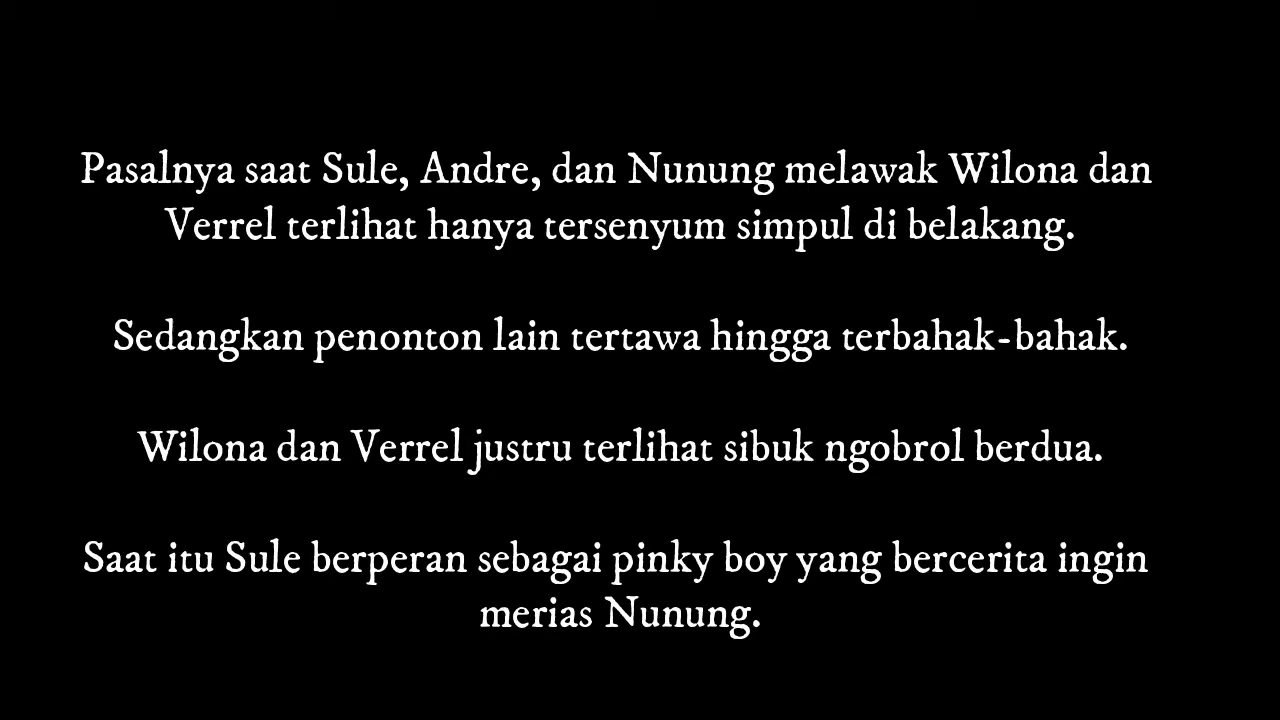 Pasalnya saat Sule, Andre, dan Nunung melawak Wilona dan
Verrel terlihat hanya tersenyum simpul di belakang.
Sedangkan penonton lain tertawa hingga terbahak-bahak.
Wilona dan Verrel justru terlihat sibuk ngobrol berdua.
Saat itu Sule berperan sebagai pinky boy yang bercerita ingin
merias Nunung.